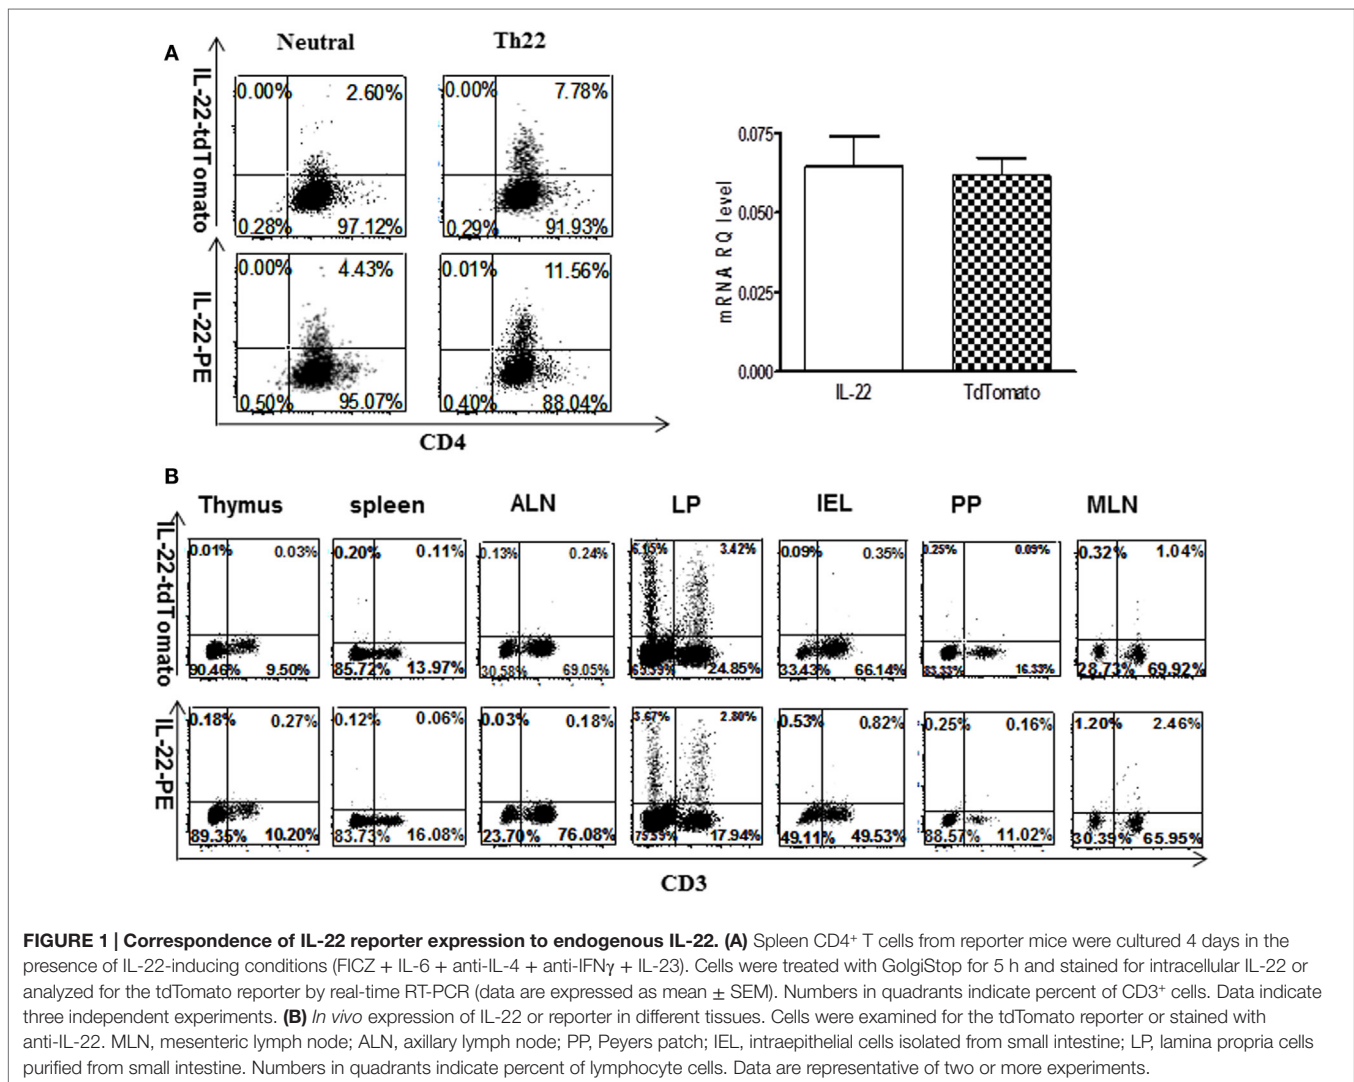 A
Neutral
Th22
IL-22-tdTomato
0.00% 2.60%
0.28% 97.12%
0.00% 7.78%
0.29% 91.93%
IL-22-PE
0.00% 4.43%
0.50% 95.07%
0.01% 11.56%
0.40% 88.04%
CD4
mRNA RQ level
0.075
0.050
0.025
0.000
IL-22
TdTomato
B
Thymus spleen ALN LP IEL PP MLN
IL-22-tdTomato
0.01% 0.03% 0.20% 0.11% 0.13% 0.24% 6.15% 3.42% 0.09% 0.35% 0.25% 0.09% 0.32% 1.04%
90.46% 9.50% 85.72% 13.97% 30.58% 69.05% 24.85% 33.43% 66.14% 83.33% 16.33% 28.73% 69.92%
IL-22-PE
0.18% 0.27% 0.12% 0.06% 0.03% 0.18% 3.67% 2.80% 0.53% 0.82% 0.25% 0.16% 1.20% 2.46%
89.35% 10.20% 83.73% 16.08% 23.70% 76.08% 75.59% 17.94% 49.11% 49.53% 88.57% 11.02% 30.39% 65.95%
CD3
FIGURE 1 | Correspondence of IL-22 reporter expression to endogenous IL-22. (A) Spleen CD4⁺ T cells from reporter mice were cultured 4 days in the
presence of IL-22-inducing conditions (FICZ + IL-6 + anti-IL-4 + anti-IFNγ + IL-23). Cells were treated with GolgiStop for 5 h and stained for intracellular IL-22 or
analyzed for the tdTomato reporter by real-time RT-PCR (data are expressed as mean ± SEM). Numbers in quadrants indicate percent of CD3⁺ cells. Data indicate
three independent experiments. (B) In vivo expression of IL-22 or reporter in different tissues. Cells were examined for the tdTomato reporter or stained with
anti-IL-22. MLN, mesenteric lymph node; ALN, axillary lymph node; PP, Peyers patch; IEL, intraepithelial cells isolated from small intestine; LP, lamina propria cells
purified from small intestine. Numbers in quadrants indicate percent of lymphocyte cells. Data are representative of two or more experiments.